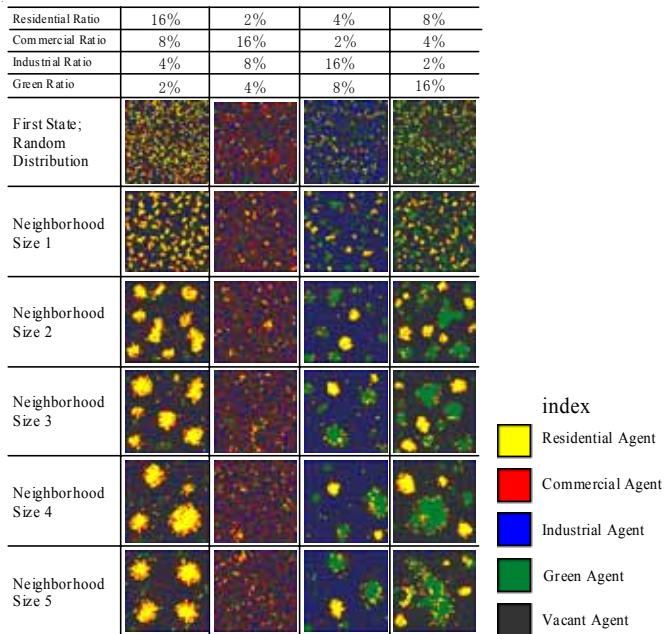 Residential Ratio 16% 2% 4% 8%
Commercial Ratio 8% 16% 2% 4%
Industrial Ratio 4% 8% 16% 2%
Green Ratio 2% 4% 8% 16%
First State;
Random
Distribution
Neighborhood
Size 1
Neighborhood
Size 2
Neighborhood
Size 3
Neighborhood
Size 4
Neighborhood
Size 5
index
Residential Agent
Commercial Agent
Industrial Agent
Green Agent
Vacant Agent